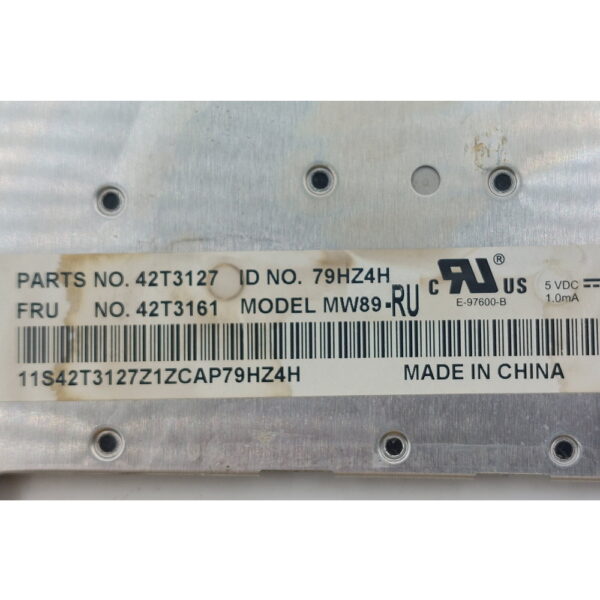 PARTS NO. 42T3127 ID NO. 79HZ4H
FRU NO. 42T3161 MODEL MW89-RU
C RU US ®
E-97600-B
5 VDC
1.0mA
11S42T3127Z1ZCAP79HZ4H MADE IN CHINA